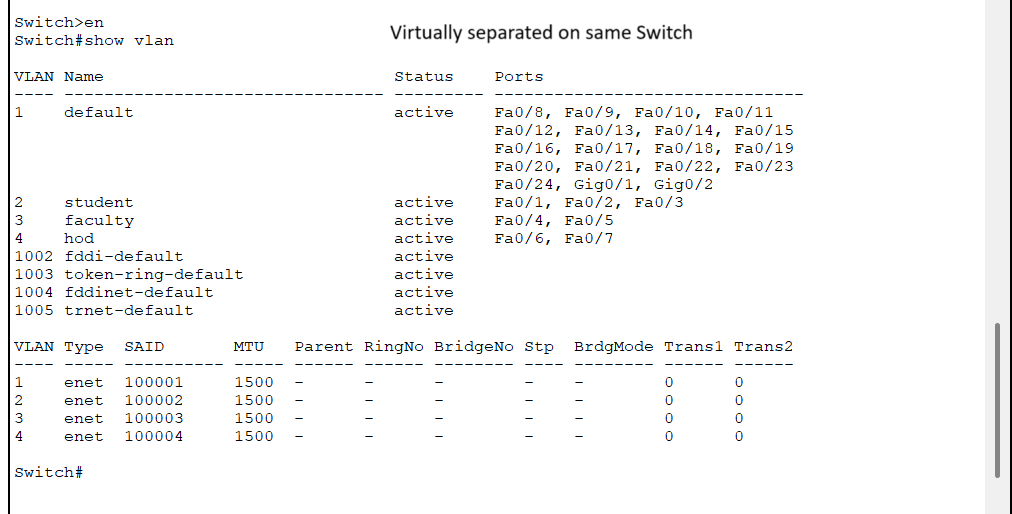 Switch>en
Switch#show vlan
Virtually separated on same Switch
VLAN Name                             Status    Ports
---- -------------------------------- --------- -------------------------------
1    default                          active    Fa0/8, Fa0/9, Fa0/10, Fa0/11
                                                Fa0/12, Fa0/13, Fa0/14, Fa0/15
                                                Fa0/16, Fa0/17, Fa0/18, Fa0/19
                                                Fa0/20, Fa0/21, Fa0/22, Fa0/23
                                                Fa0/24, Gig0/1, Gig0/2
2    student                          active    Fa0/1, Fa0/2, Fa0/3
3    faculty                          active    Fa0/4, Fa0/5
4    hod                              active    Fa0/6, Fa0/7
1002 fddi-default                     active
1003 token-ring-default               active
1004 fddinet-default                  active
1005 trnet-default                    active
VLAN Type  SAID       MTU   Parent RingNo BridgeNo Stp  BrdgMode Trans1 Trans2
---- ----- ---------- ----- ------ ------ -------- ---- -------- ------ ------
1    enet  100001     1500  -      -      -        -    -        0      0
2    enet  100002     1500  -      -      -        -    -        0      0
3    enet  100003     1500  -      -      -        -    -        0      0
4    enet  100004     1500  -      -      -        -    -        0      0
Switch#